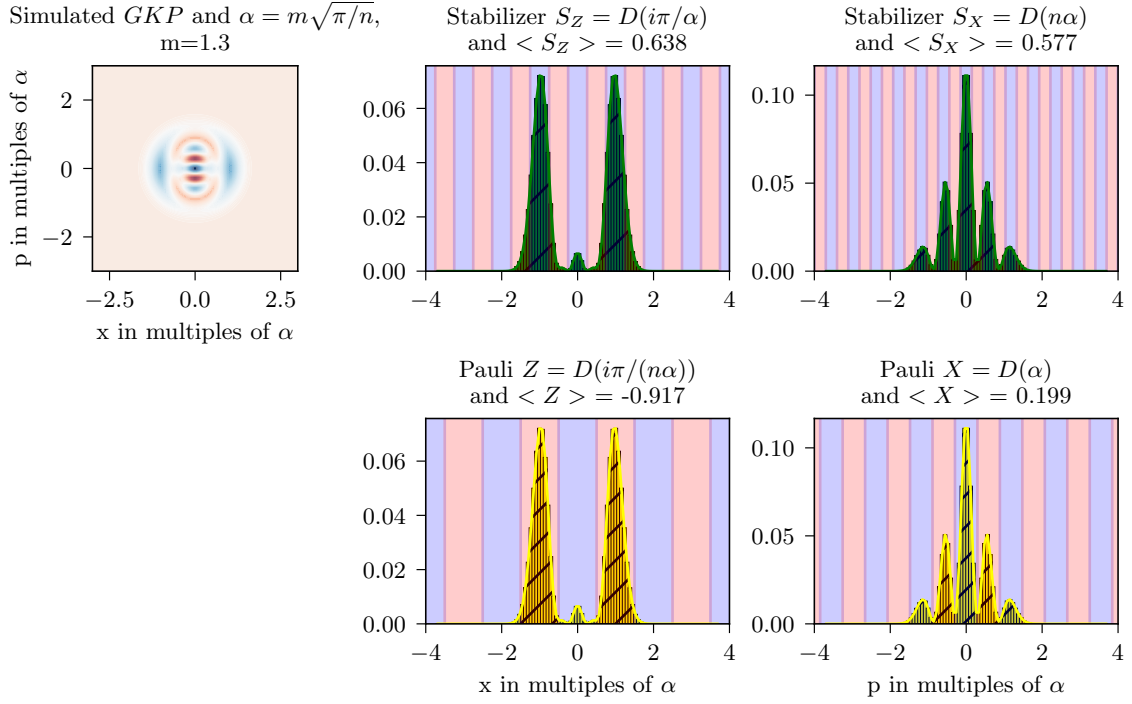 Simulated GKP and α = m√π/n,
m=1.3
2
0
−2
p in multiples of α
−2.5 0.0 2.5
x in multiples of α
Stabilizer S_Z = D(iπ/α)
and < S_Z > = 0.638
0.06
0.04
0.02
0.00
−4 −2 0 2 4
Stabilizer S_X = D(nα)
and < S_X > = 0.577
0.10
0.05
0.00
−4 −2 0 2 4
Pauli Z = D(iπ/(nα))
and < Z > = -0.917
0.06
0.04
0.02
0.00
−4 −2 0 2 4
x in multiples of α
Pauli X = D(α)
and < X > = 0.199
0.10
0.05
0.00
−4 −2 0 2 4
p in multiples of α